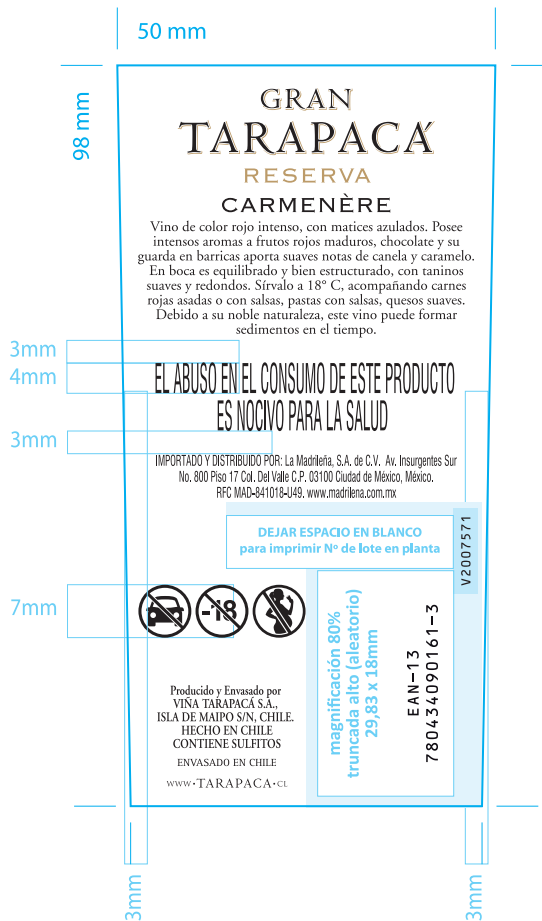 50 mm
98 mm
GRAN
TARAPACÁ
RESERVA
CARMENÈRE
Vino de color rojo intenso, con matices azulados. Posee
intensos aromas a frutos rojos maduros, chocolate y su
guarda en barricas aporta suaves notas de canela y caramelo.
En boca es equilibrado y bien estructurado, con taninos
suaves y redondos. Sírvalo a 18° C, acompañando carnes
rojas asadas o con salsas, pastas con salsas, quesos suaves.
Debido a su noble naturaleza, este vino puede formar
sedimentos en el tiempo.
3mm
4mm
EL ABUSO EN EL CONSUMO DE ESTE PRODUCTO
ES NOCIVO PARA LA SALUD
3mm
IMPORTADO Y DISTRIBUIDO POR: La Madrileña, S.A. de C.V. Av. Insurgentes Sur
No. 800 Piso 17 Col. Del Valle C.P. 03100 Ciudad de México, México.
RFC MAD-841018-U49. www.madrilena.com.mx
DEJAR ESPACIO EN BLANCO
para imprimir Nº de lote en planta
V2007571
7mm
-18
magnificación 80%
truncada alto (aleatorio)
29,83 x 18mm
EAN-13
780434090161-3
Producido y Envasado por
VIÑA TARAPACÁ S.A.,
ISLA DE MAIPO S/N, CHILE.
HECHO EN CHILE
CONTIENE SULFITOS
ENVASADO EN CHILE
WWW·TARAPACA·CL
3mm
3mm